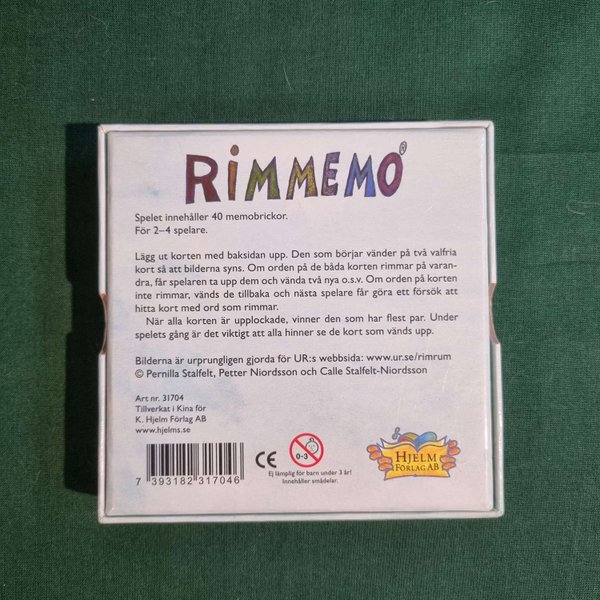 RIMMEMO®
Spelet innehåller 40 memobrickor.
För 2–4 spelare.
Lägg ut korten med baksidan upp. Den som börjar vänder på två valfria
kort så att bilderna syns. Om orden på de båda korten rimmar på varan-
dra, får spelaren ta upp dem och vända två nya o.s.v. Om orden på korten
inte rimmar, vänds de tillbaka och nästa spelare får göra ett försök att
hitta kort med ord som rimmar.
När alla korten är upplockade, vinner den som har flest par. Under
spelets gång är det viktigt att alla hinner se de kort som vänds upp.
Bilderna är urprungligen gjorda för UR:s webbsida: www.ur.se/rimrum
© Pernilla Stalfelt, Petter Niordsson och Calle Stalfelt-Niordsson
Art nr. 31704
Tillverkat i Kina för
K. Hjelm Förlag AB
www.hjelms.se
7 393182 317046
CE
0-3
Ej lämplig för barn under 3 år!
Innehåller smådelar.
HJELM
FÖRLAG AB